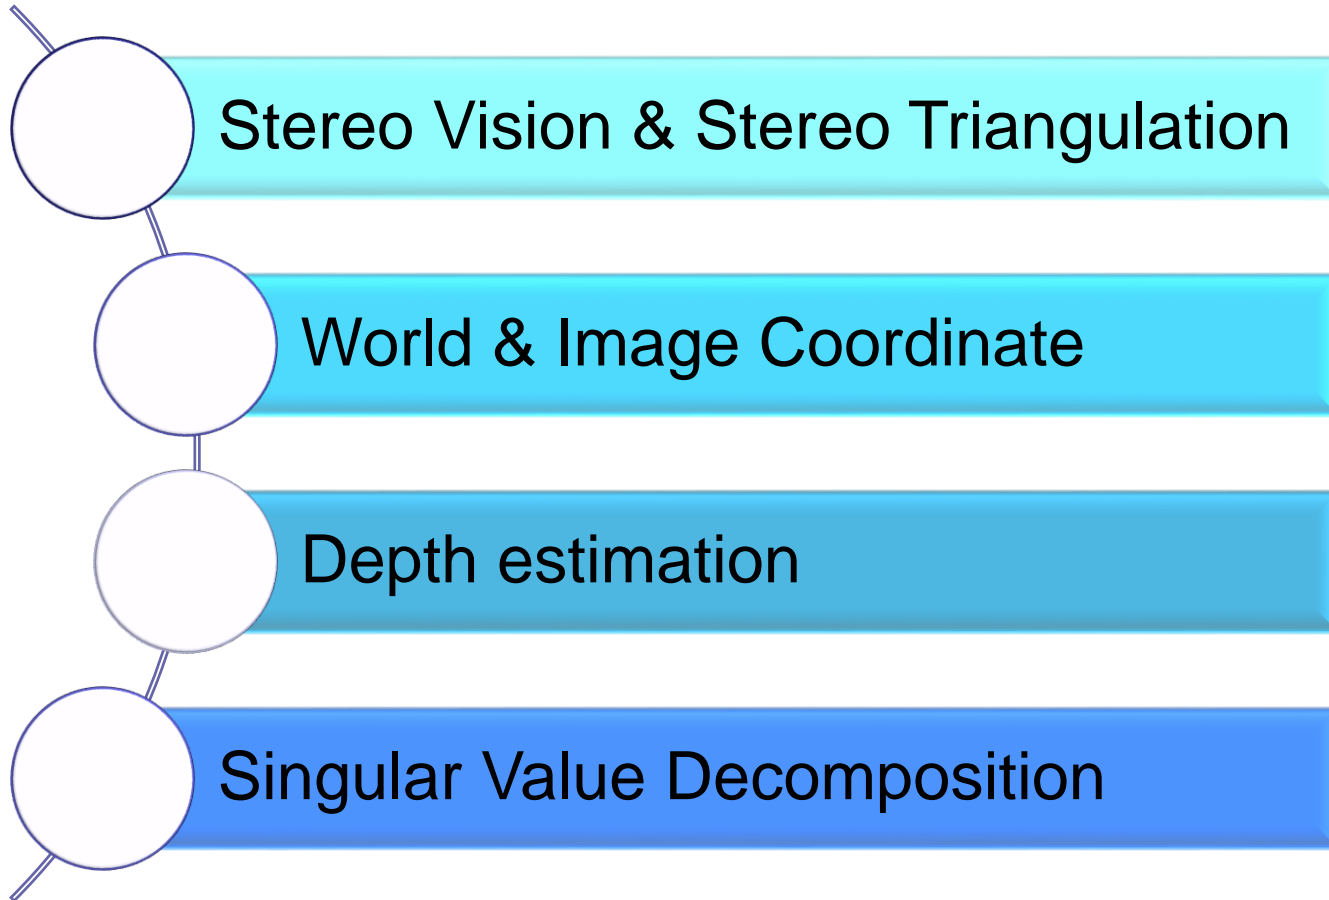 Stereo Vision & Stereo Triangulation
World & Image Coordinate
Depth estimation
Singular Value Decomposition